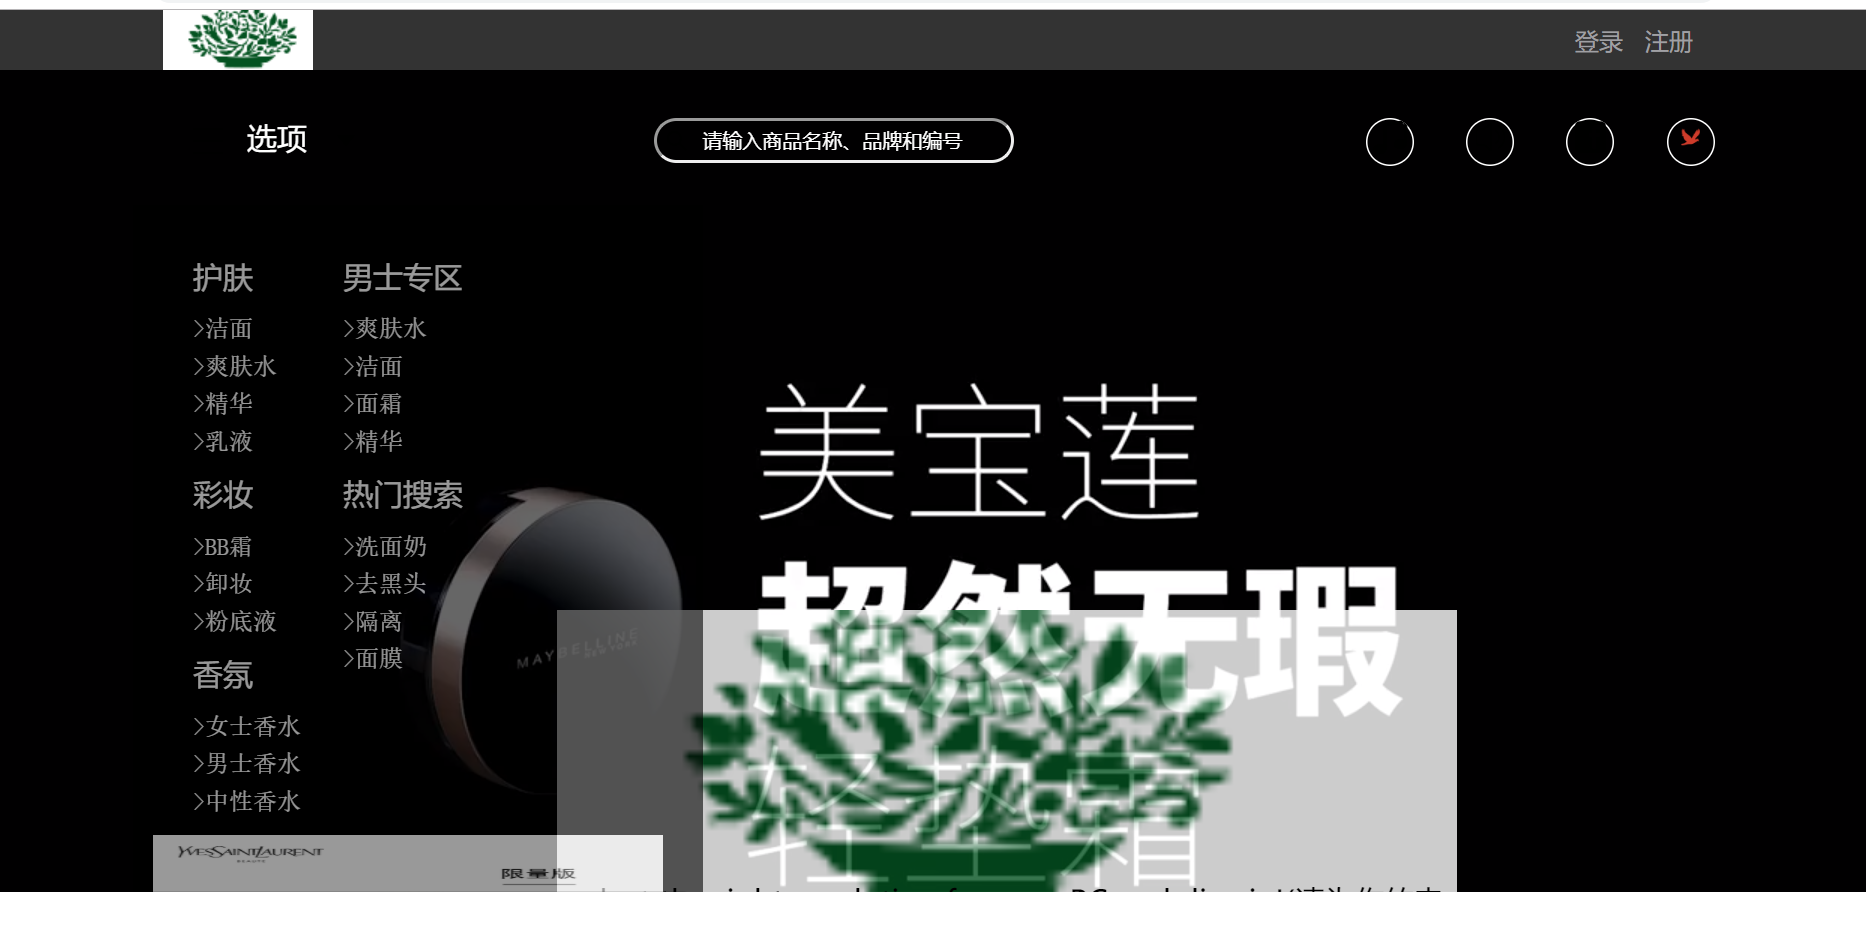 登录 注册
选项
请输入商品名称、品牌和编号
护肤
>洁面
>爽肤水
>精华
>乳液
彩妆
>BB霜
>卸妆
>粉底液
香氛
>女士香水
>男士香水
>中性香水
男士专区
>爽肤水
>洁面
>面霜
>精华
热门搜索
>洗面奶
>去黑头
>隔离
>面膜
美宝莲
超然无瑕
轻垫霜
MAYBELLINE
NEW YORK
YVESSAINTLAURENT
BEAUTE
限量版